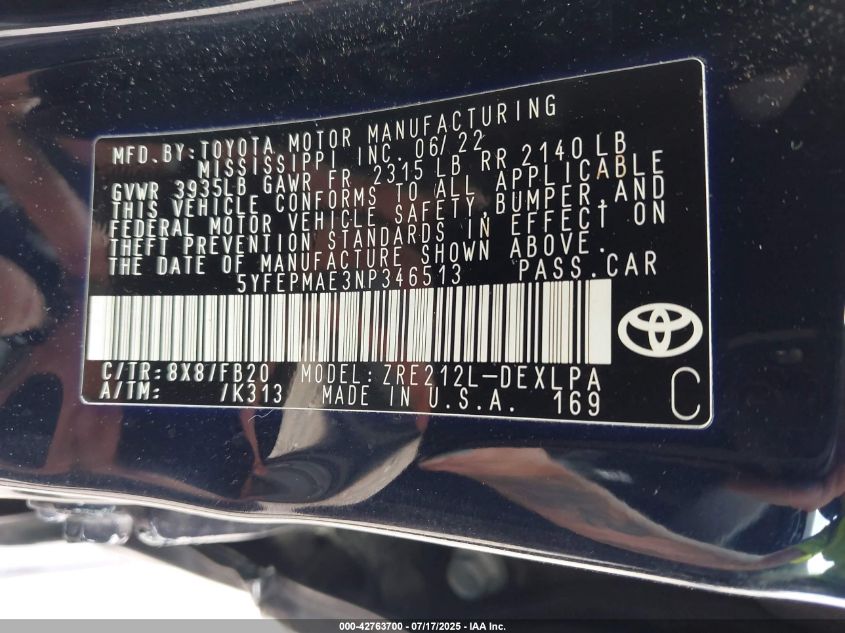 MFD. BY: TOYOTA MOTOR MANUFACTURING
MISSISSIPPI INC. 06/22
GVWR 3935LB GAWR FR 2315 LB RR 2140 LB
THIS VEHICLE CONFORMS TO ALL APPLICABLE
FEDERAL MOTOR VEHICLE SAFETY, BUMPER, AND
THEFT PREVENTION STANDARDS IN EFFECT ON
THE DATE OF MANUFACTURE SHOWN ABOVE.
5YFEPMAE3NP346513 PASS.CAR
C/TR: 8X8/FB20 MODEL: ZRE212L-DEXLPA
A/TM: /K313 MADE IN U.S.A. 169 C
000-42763700 - 07/17/2025 - IAA Inc.